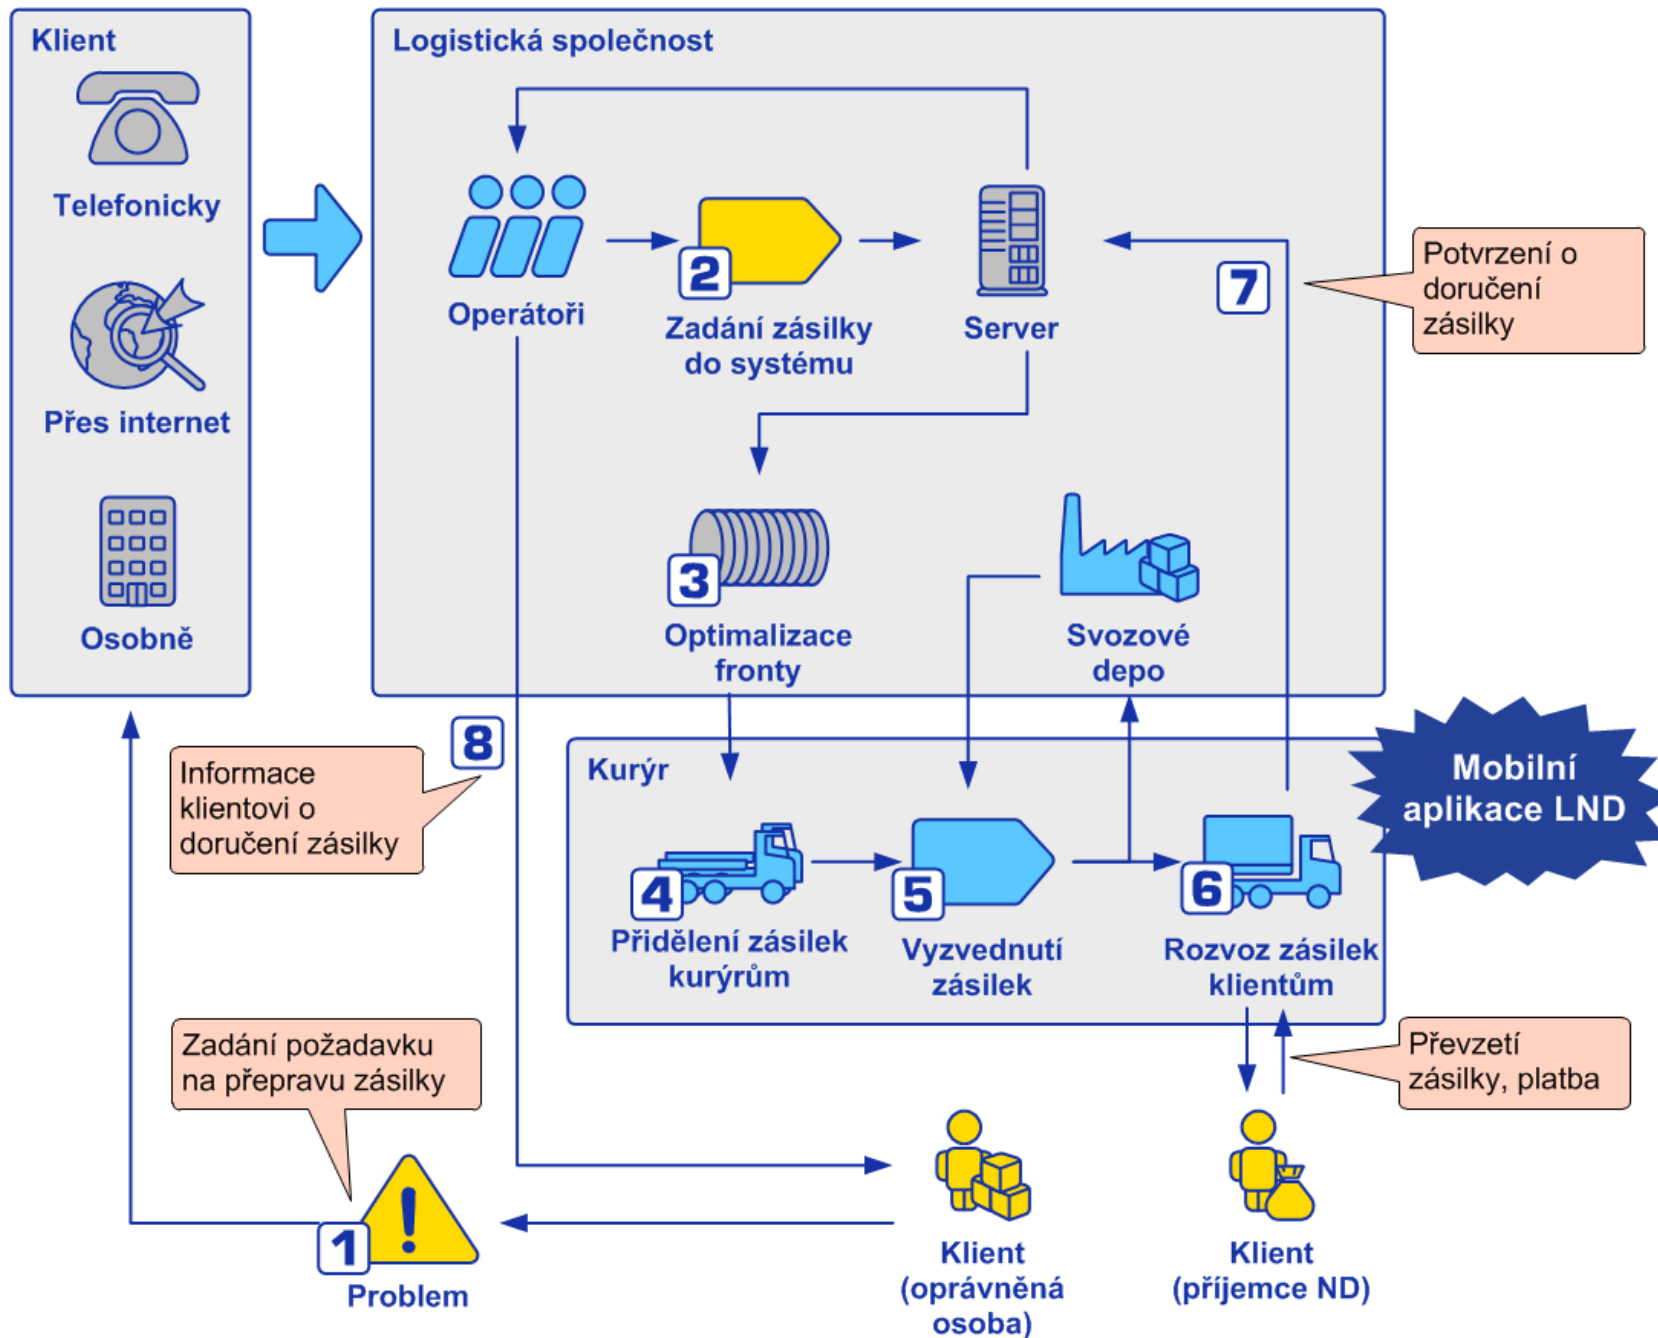 Klient
Telefonicky
Přes internet
Osobně
Logistická společnost
Operátoři
2
Zadání zásilky
do systému
Server
7
Potvrzení o
doručení
zásilky
3
Optimalizace
fronty
Svozové
depo
8
Informace
klientovi o
doručení zásilky
Kurýr
4
Přidělení zásilek
kurýrům
5
Vyzvednutí
zásilek
6
Rozvoz zásilek
klientům
Mobilní
aplikace LND
Zadání požadavku
na přepravu zásilky
Převzetí
zásilky, platba
1
Problem
Klient
(oprávněná
osoba)
Klient
(příjemce ND)